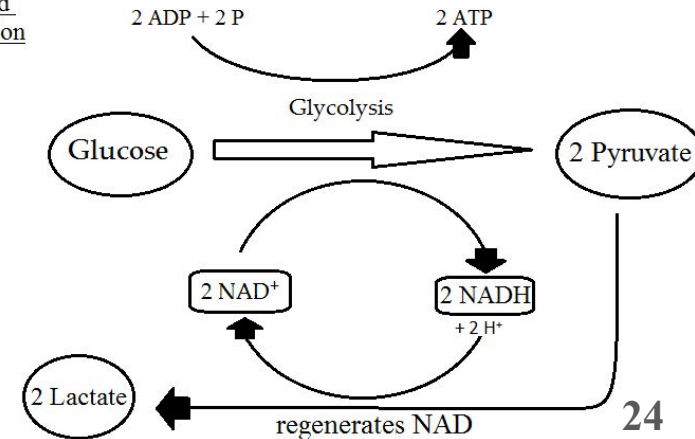 2 ADP + 2 P
2 ATP
Glycolysis
Glucose
2 Pyruvate
2 NAD⁺
2 NADH
+ 2 H⁺
2 Lactate
regenerates NAD
24